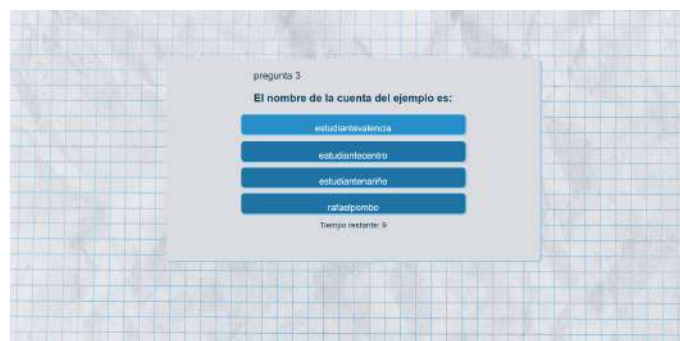 pregunta 3
El nombre de la cuenta del ejemplo es:
estudiantevalencia
estudiantecentro
estudiantenariño
rafaelpombo
Tiempo restante: 9